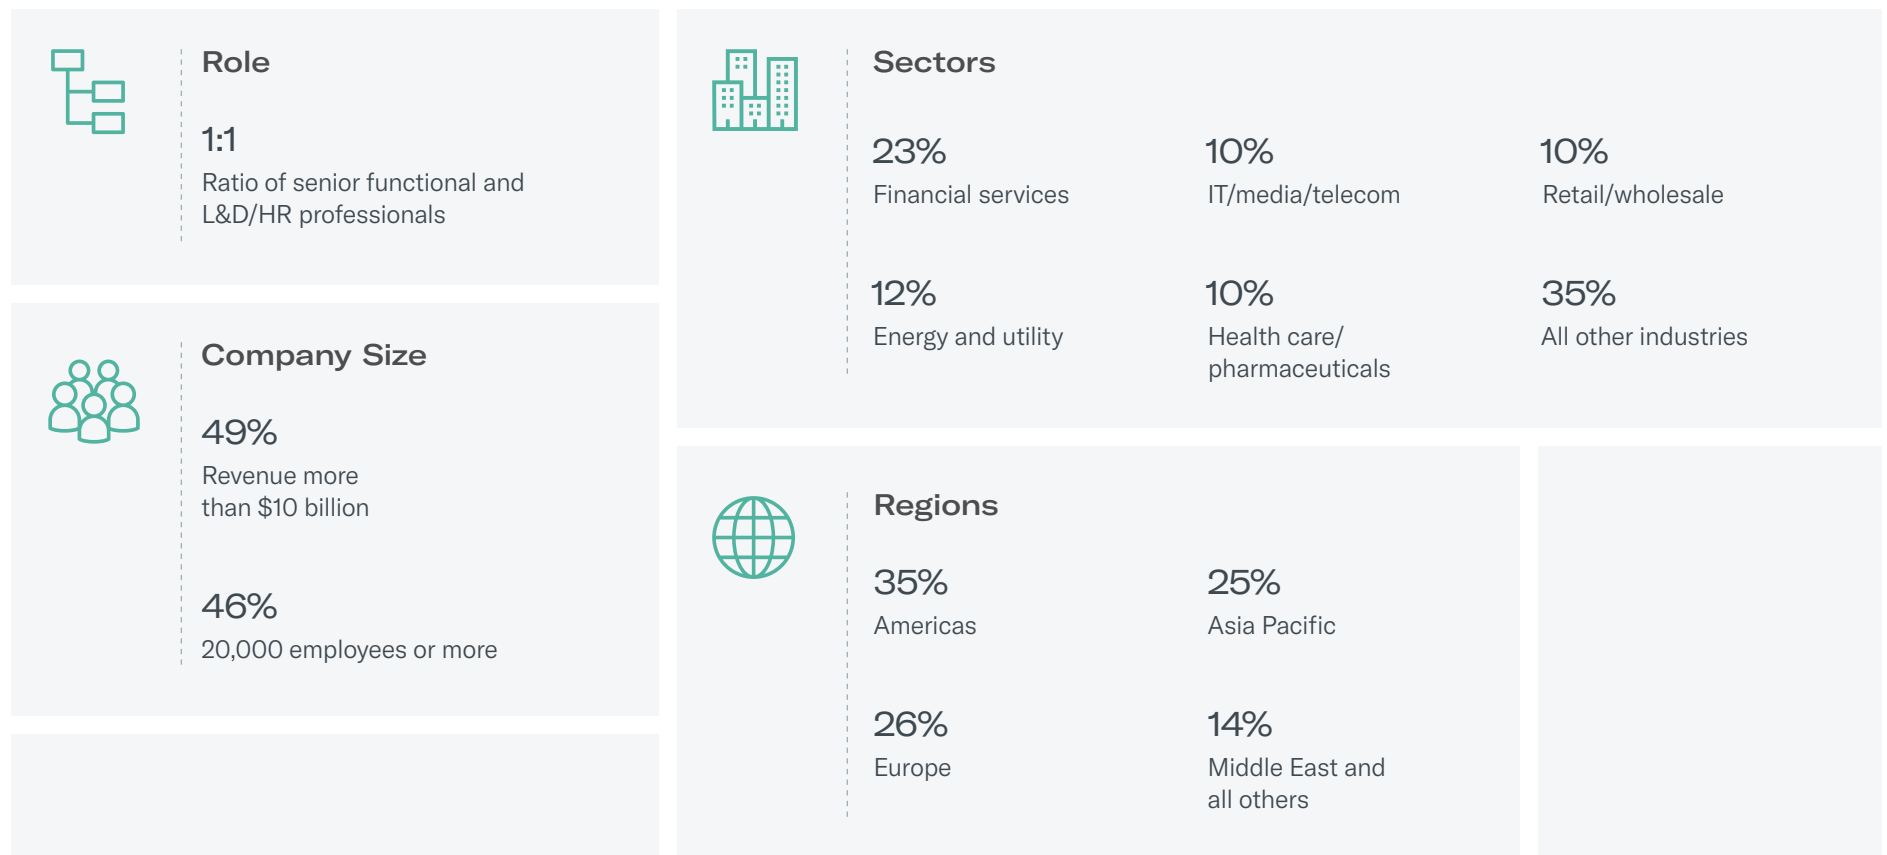 Role
1:1
Ratio of senior functional and
L&D/HR professionals
Company Size
49%
Revenue more
than $10 billion
46%
20,000 employees or more
Sectors
23%
Financial services
10%
IT/media/telecom
10%
Retail/wholesale
12%
Energy and utility
10%
Health care/
pharmaceuticals
35%
All other industries
Regions
35%
Americas
25%
Asia Pacific
26%
Europe
14%
Middle East and
all others